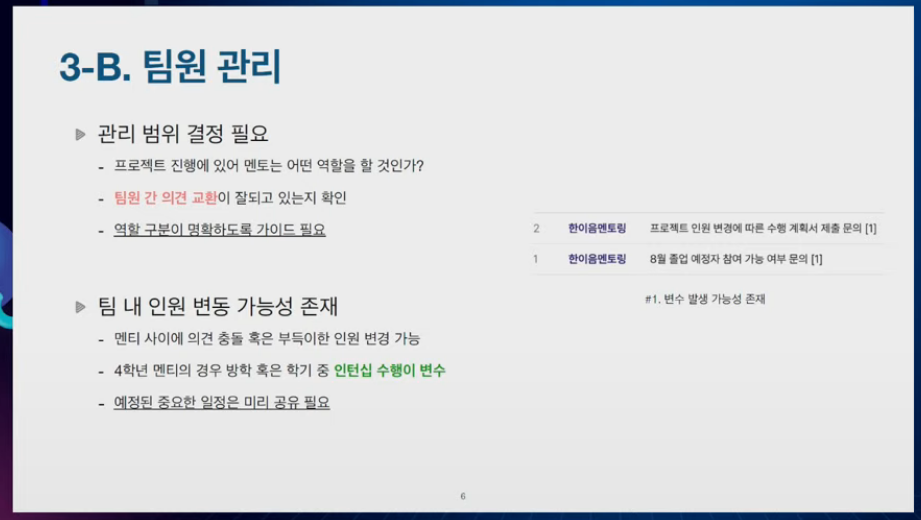 3-B. 팀원 관리
관리 범위 결정 필요
- 프로젝트 진행에 있어 멘토는 어떤 역할을 할 것인가?
- 팀원 간 의견 교환이 잘되고 있는지 확인
- 역할 구분이 명확하도록 가이드 필요
2 한이음멘토링 프로젝트 인원 변경에 따른 수행 계획서 제출 문의 [1]
1 한이음멘토링 8월 졸업 예정자 참여 가능 여부 문의 [1]
#1. 변수 발생 가능성 존재
팀 내 인원 변동 가능성 존재
- 멘티 사이에 의견 충돌 혹은 부득이한 인원 변경 가능
- 4학년 멘티의 경우 방학 혹은 학기 중 인턴십 수행이 변수
- 예정된 중요한 일정은 미리 공유 필요
6